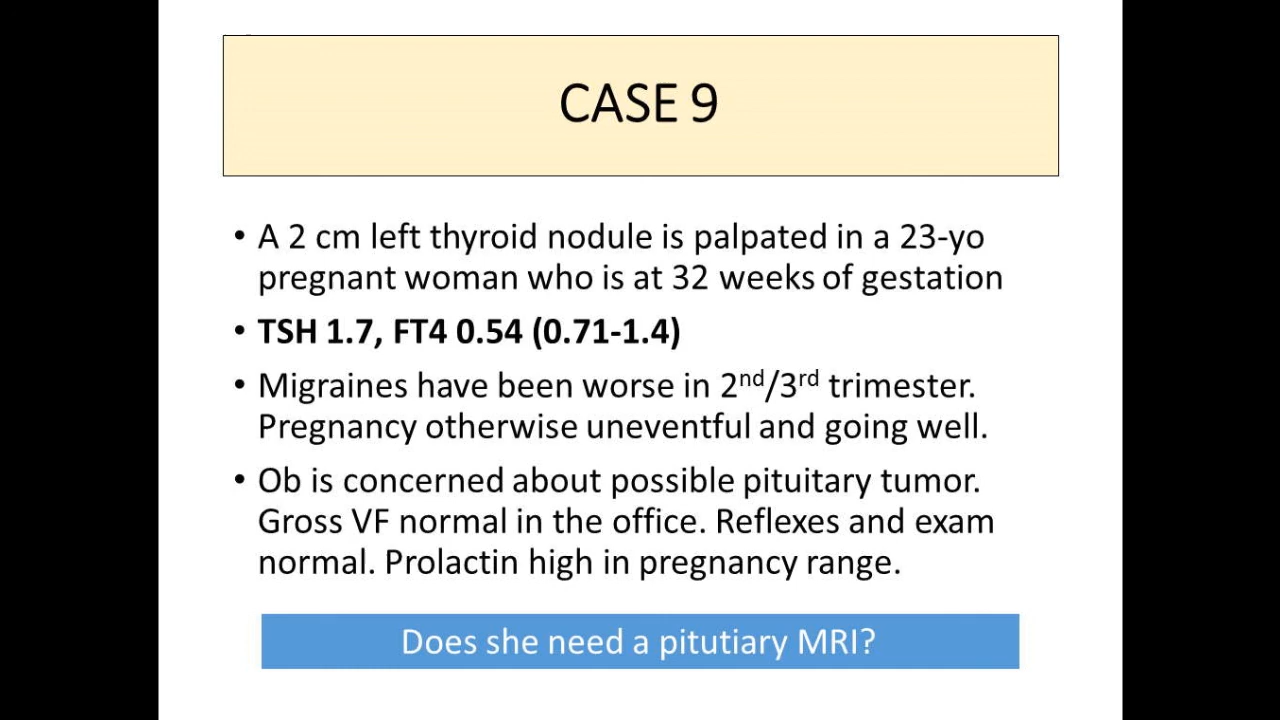 CASE 9
• A 2 cm left thyroid nodule is palpated in a 23-yo
pregnant woman who is at 32 weeks of gestation
• TSH 1.7, FT4 0.54 (0.71-1.4)
• Migraines have been worse in 2nd/3rd trimester.
Pregnancy otherwise uneventful and going well.
• Ob is concerned about possible pituitary tumor.
Gross VF normal in the office. Reflexes and exam
normal. Prolactin high in pregnancy range.
Does she need a pitutiary MRI?